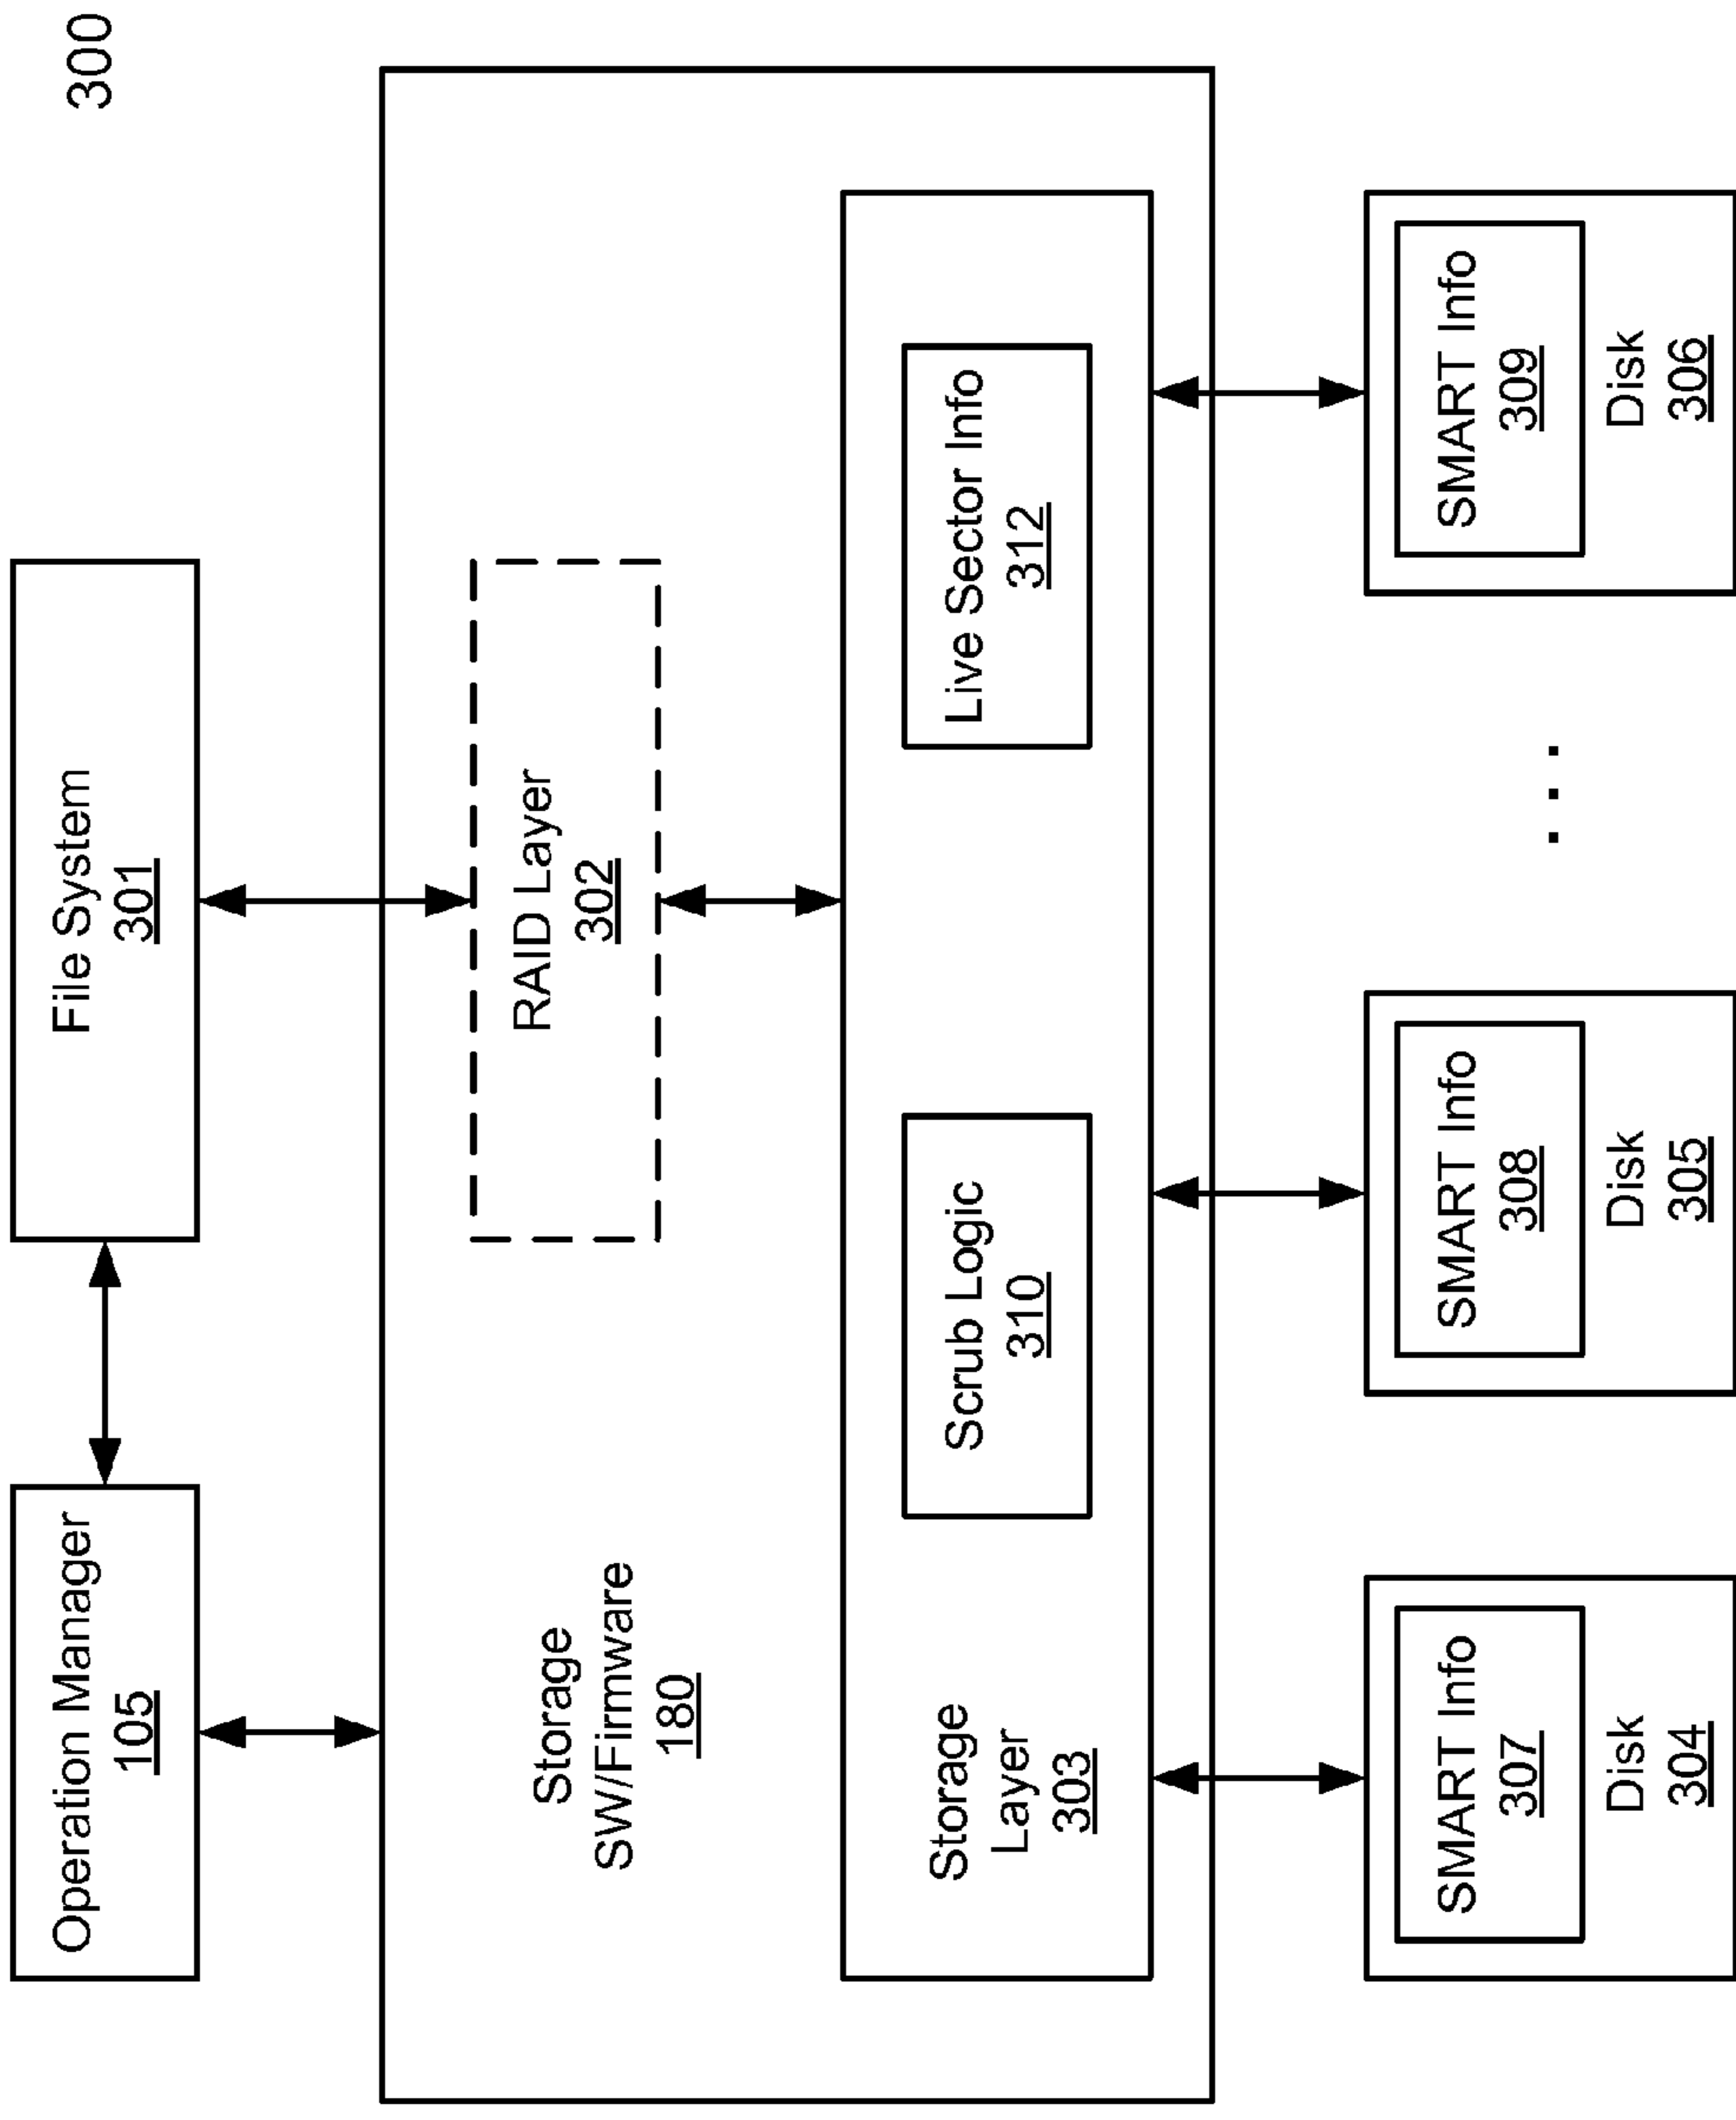 300
Operation Manager
105
File System
301
Storage
SW/Firmware
180
RAID Layer
302
Storage
Layer
303
Scrub Logic
310
Live Sector Info
312
SMART Info
307
Disk
304
SMART Info
308
Disk
305
. . .
SMART Info
309
Disk
306